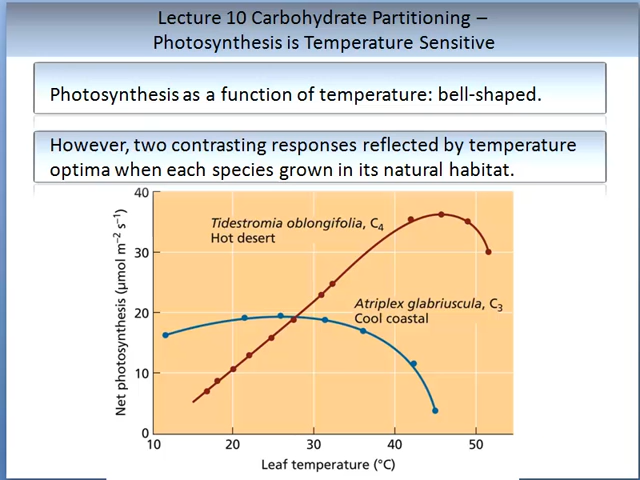 Lecture 10 Carbohydrate Partitioning –
Photosynthesis is Temperature Sensitive
Photosynthesis as a function of temperature: bell-shaped.
However, two contrasting responses reflected by temperature
optima when each species grown in its natural habitat.
Net photosynthesis (μmol m⁻² s⁻¹)
40
30
20
10
0
Tidestromia oblongifolia, C₄
Hot desert
Atriplex glabriuscula, C₃
Cool coastal
10 20 30 40 50
Leaf temperature (°C)